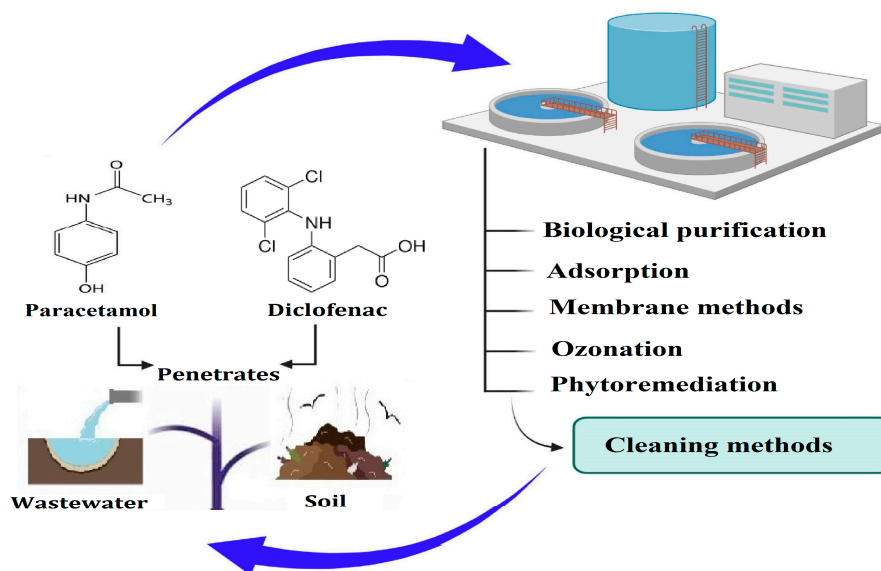 O
NH
CH3
OH
Paracetamol
Cl
NH
Cl
OH
O
Diclofenac
Penetrates
Wastewater
Soil
Biological purification
Adsorption
Membrane methods
Ozonation
Phytoremediation
Cleaning methods